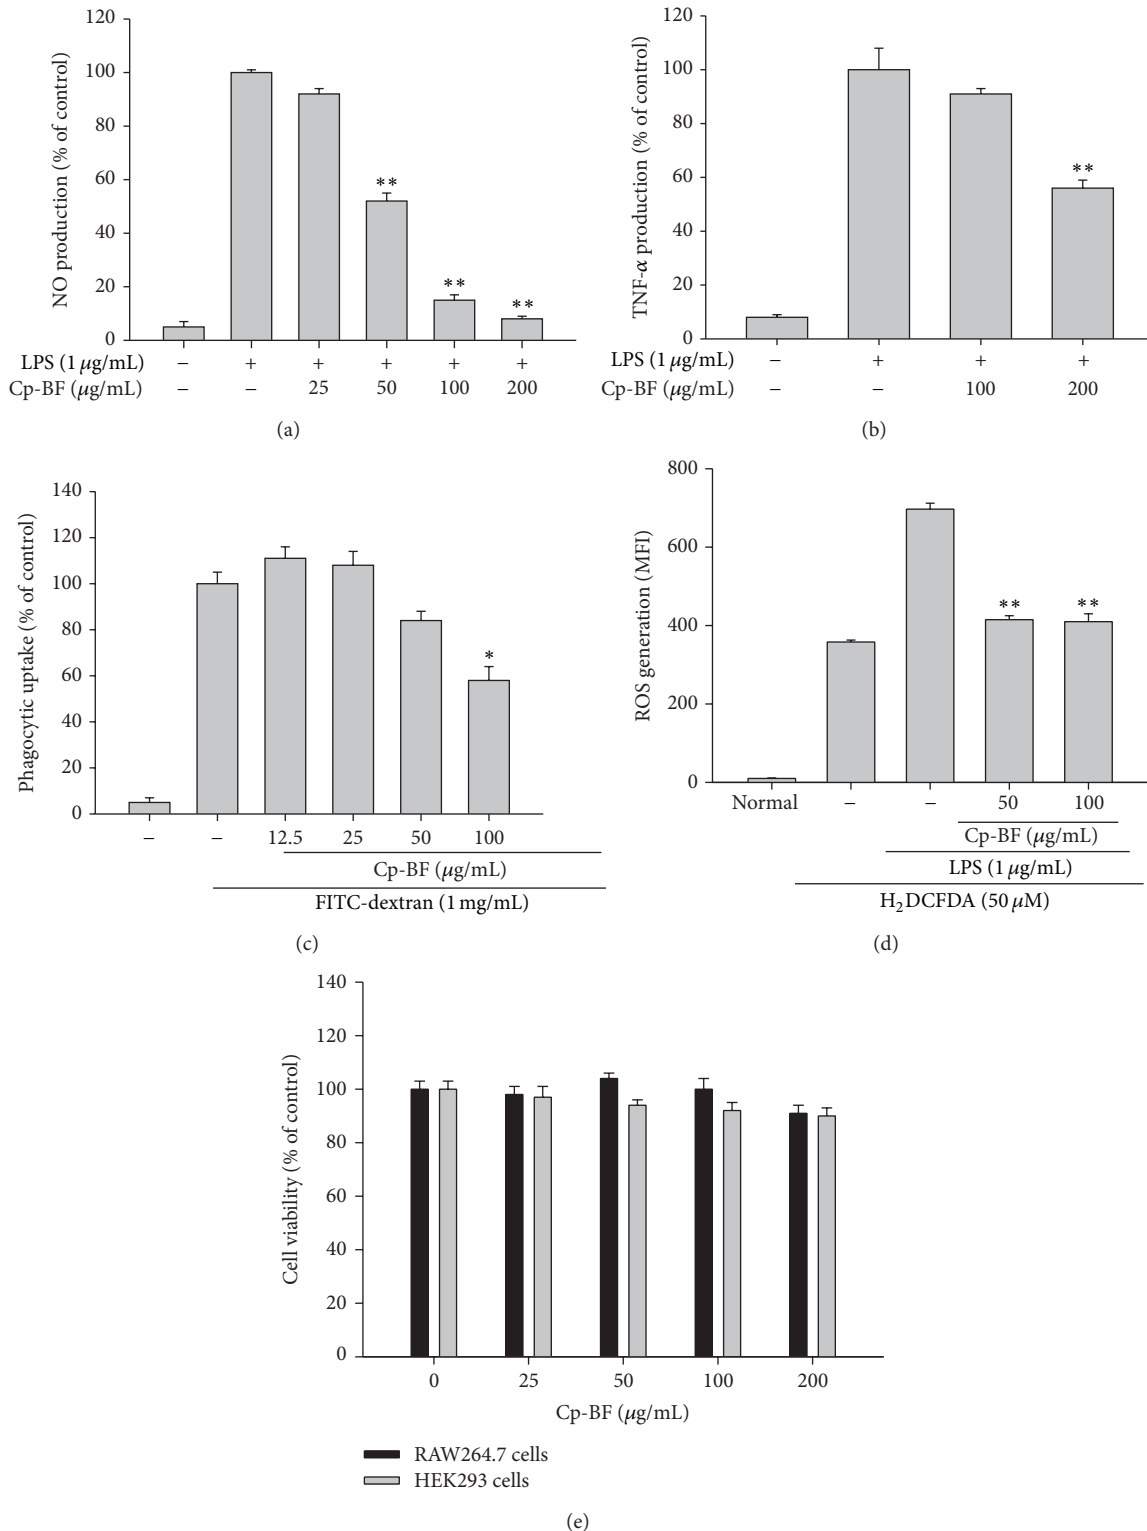 120
100
80
60
40
20
0
NO production (% of control)
**
**
**
LPS (1 μg/mL) − + + + + +
Cp-BF (μg/mL) − − 25 50 100 200
(a)
120
100
80
60
40
20
0
TNF-α production (% of control)
**
LPS (1 μg/mL) − + + +
Cp-BF (μg/mL) − − 100 200
(b)
140
120
100
80
60
40
20
0
Phagocytic uptake (% of control)
*
− − 12.5 25 50 100
Cp-BF (μg/mL)
FITC-dextran (1 mg/mL)
(c)
800
600
400
200
0
ROS generation (MFI)
** **
Normal − − 50 100
Cp-BF (μg/mL)
LPS (1 μg/mL)
H₂DCFDA (50 μM)
(d)
140
120
100
80
60
40
20
0
Cell viability (% of control)
0 25 50 100 200
Cp-BF (μg/mL)
RAW264.7 cells
HEK293 cells
(e)